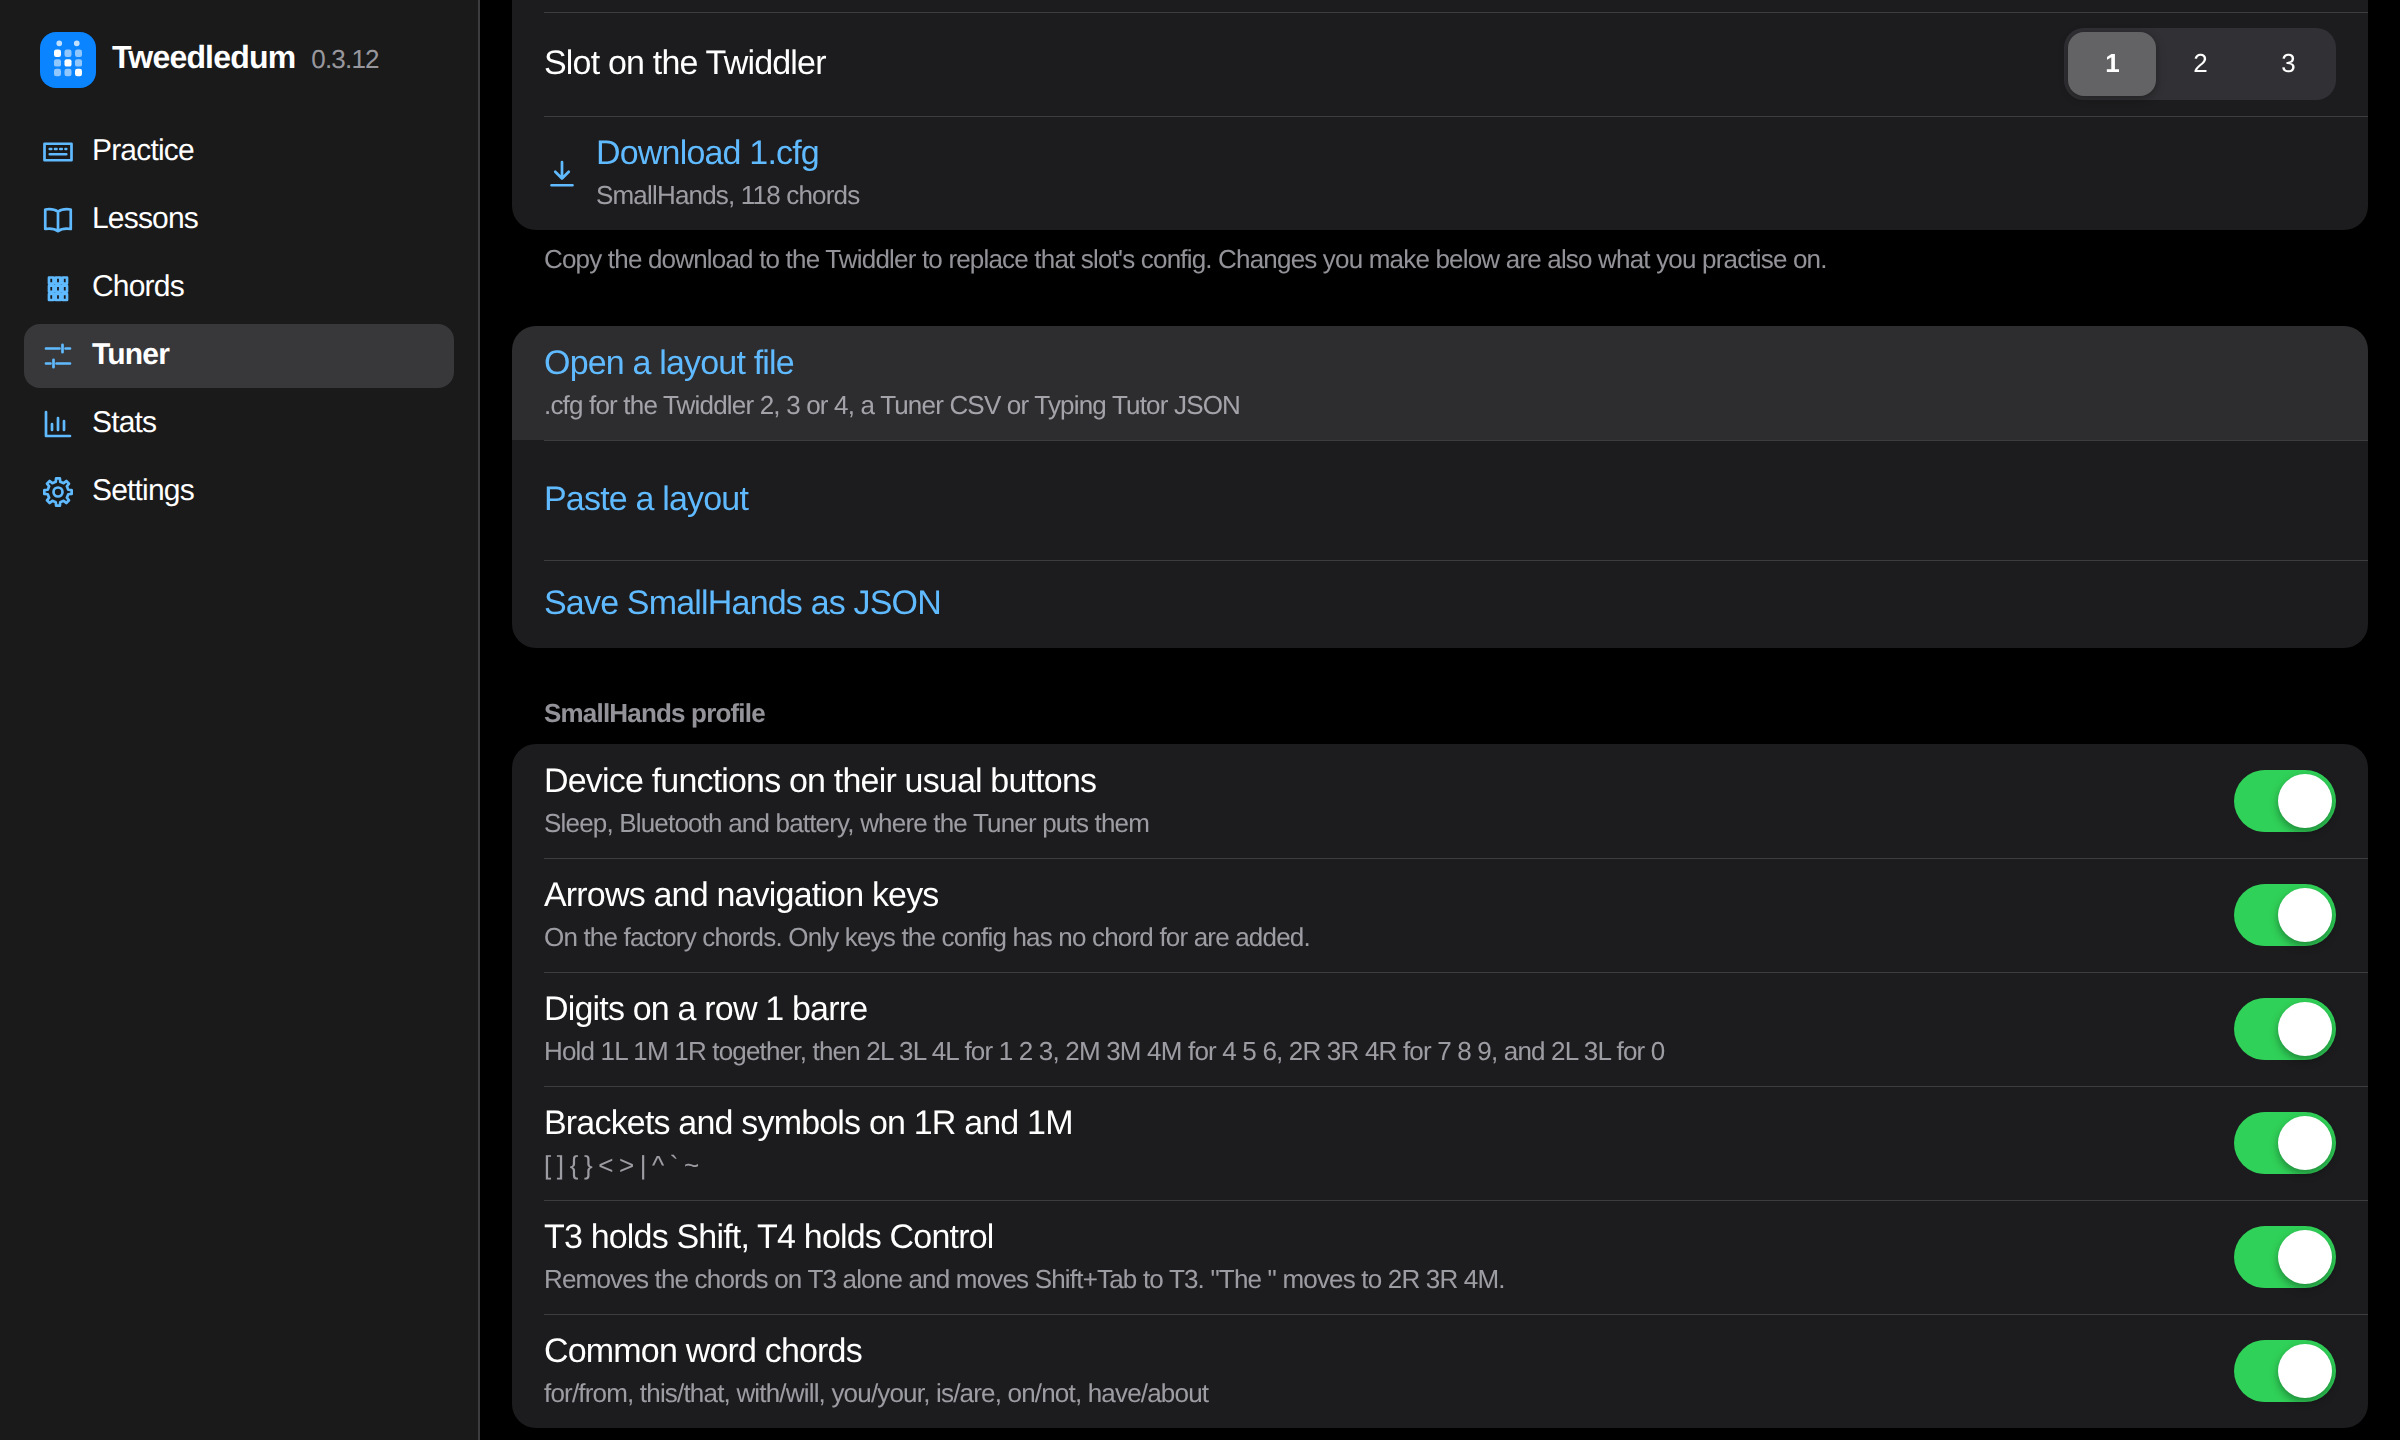 Tweedledum 0.3.12
Practice
Lessons
Chords
Tuner
Stats
Settings
Slot on the Twiddler
1 2 3
Download 1.cfg
SmallHands, 118 chords
Copy the download to the Twiddler to replace that slot's config. Changes you make below are also what you practise on.
Open a layout file
.cfg for the Twiddler 2, 3 or 4, a Tuner CSV or Typing Tutor JSON
Paste a layout
Save SmallHands as JSON
SmallHands profile
Device functions on their usual buttons
Sleep, Bluetooth and battery, where the Tuner puts them
Arrows and navigation keys
On the factory chords. Only keys the config has no chord for are added.
Digits on a row 1 barre
Hold 1L 1M 1R together, then 2L 3L 4L for 1 2 3, 2M 3M 4M for 4 5 6, 2R 3R 4R for 7 8 9, and 2L 3L for 0
Brackets and symbols on 1R and 1M
[ ] { } < > | ^ ` ~
T3 holds Shift, T4 holds Control
Removes the chords on T3 alone and moves Shift+Tab to T3. "The " moves to 2R 3R 4M.
Common word chords
for/from, this/that, with/will, you/your, is/are, on/not, have/about